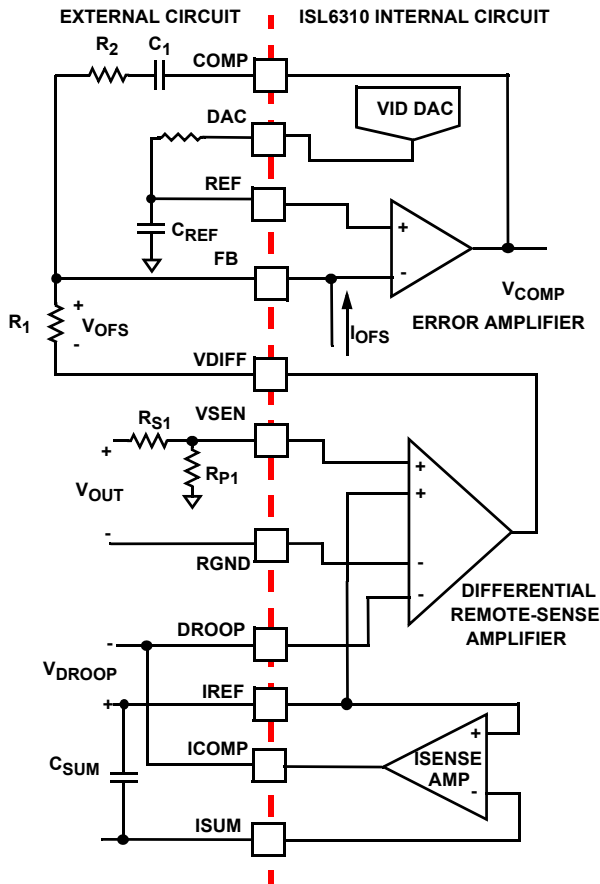 EXTERNAL CIRCUIT ISL6310 INTERNAL CIRCUIT
R2 C1 COMP
VID DAC
DAC
REF
CREF
+
FB
-
VCOMP
R1 + VOFS -
IOFS
ERROR AMPLIFIER
VDIFF
RS1 VSEN
+
RP1
VOUT
+
+
-
RGND
-
-
DIFFERENTIAL
REMOTE-SENSE
AMPLIFIER
DROOP
-
VDROOP
+
IREF
+
ICOMP
ISENSE
AMP
-
CSUM
ISUM